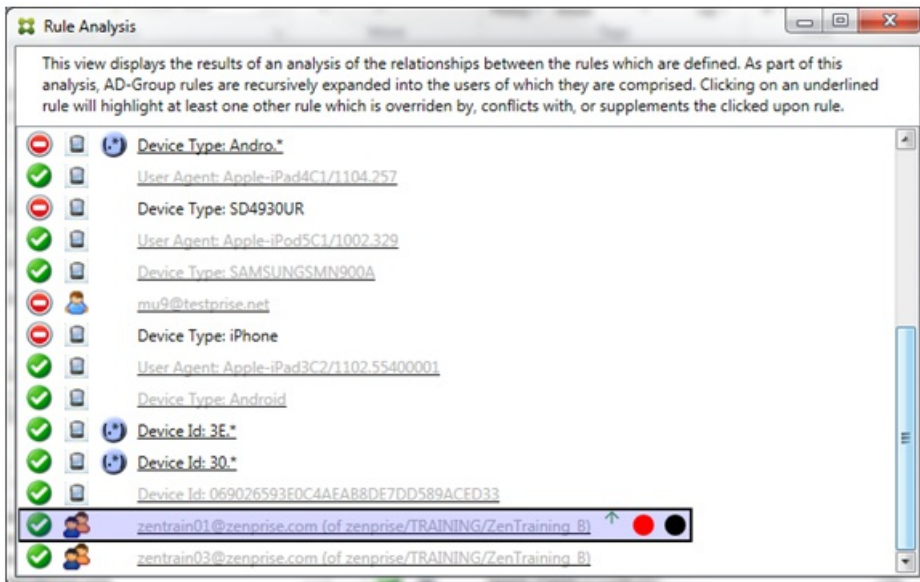 Rule Analysis
This view displays the results of an analysis of the relationships between the rules which are defined. As part of this
analysis, AD-Group rules are recursively expanded into the users of which they are comprised. Clicking on an underlined
rule will highlight at least one other rule which is overriden by, conflicts with, or supplements the clicked upon rule.
(.*) Device Type: Andro.*
User Agent: Apple-iPad4C1/1104.257
Device Type: SD4930UR
User Agent: Apple-iPod5C1/1002.329
Device Type: SAMSUNGSMN900A
mu9@testprise.net
Device Type: iPhone
User Agent: Apple-iPad3C2/1102.55400001
Device Type: Android
(.*) Device Id: 3E.*
(.*) Device Id: 30.*
Device Id: 069026593E0C4AEAB8DE7DD589ACED33
zentrain01@zenprise.com (of zenprise/TRAINING/ZenTraining_B)
zentrain03@zenprise.com (of zenprise/TRAINING/ZenTraining_B)